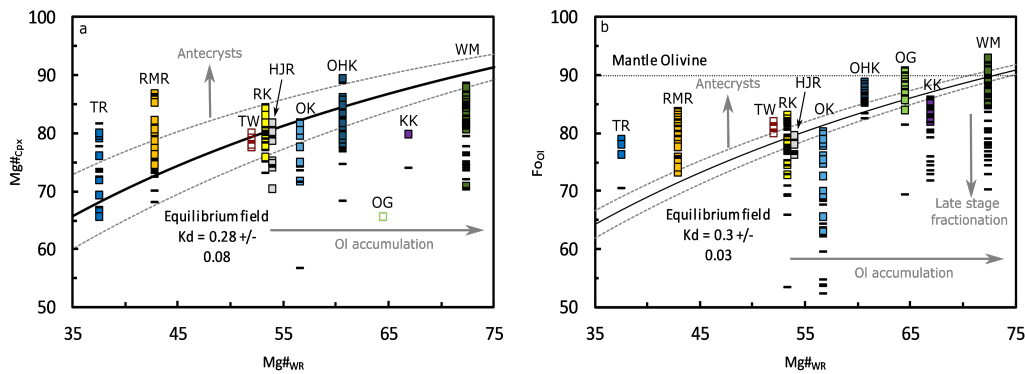 a
100
90
80
70
60
50
35
45
55
65
75
Mg#Cpx
Mg#WR
Antecrysts
TR
RMR
TW
RK
HJR
OK
OHK
KK
OG
WM
Equilibrium field
Kd = 0.28 +/-
0.08
Ol accumulation
b
100
90
80
70
60
50
35
45
55
65
75
FoOl
Mg#WR
Mantle Olivine
Antecrysts
TR
RMR
TW
RK
HJR
OK
OHK
OG
KK
WM
Equilibrium field
Kd = 0.3 +/-
0.03
Late stage
fractionation
Ol accumulation